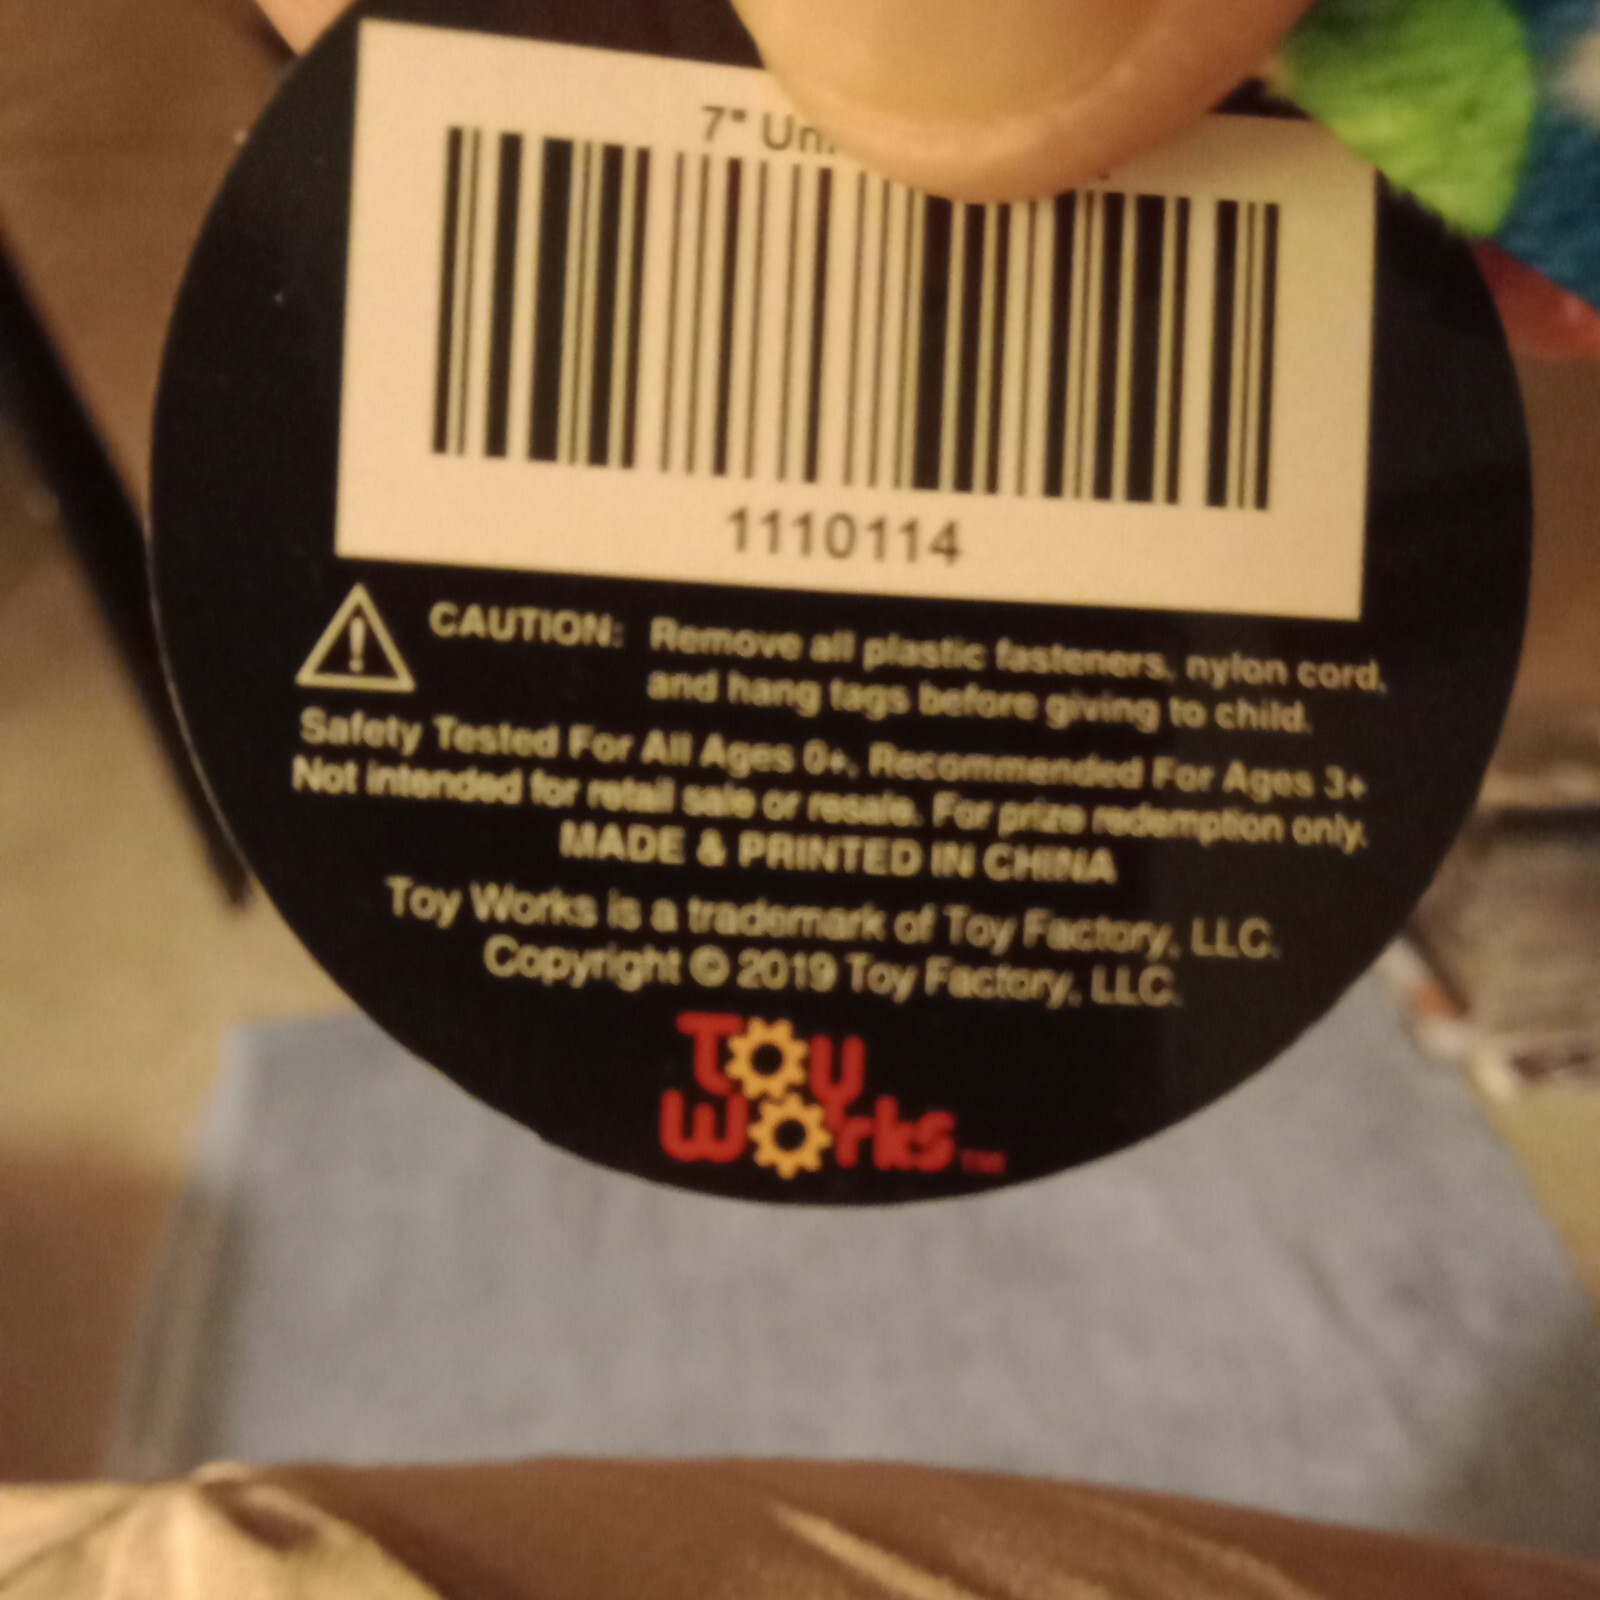 7"
1110114
CAUTION: Remove all plastic fasteners, nylon cord,
and hang tags before giving to child.
Safety Tested For All Ages 0+, Recommended For Ages 3+
Not intended for retail sale or resale. For prize redemption only.
MADE & PRINTED IN CHINA
Toy Works is a trademark of Toy Factory, LLC.
Copyright © 2019 Toy Factory, LLC.
Toy
Works™